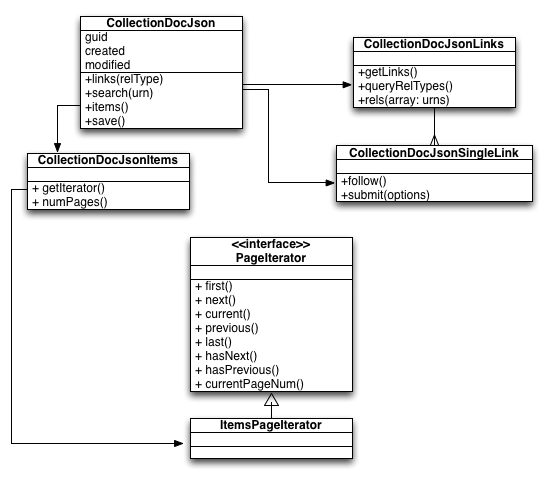 CollectionDocJson
guid
created
modified
+links(relType)
+search(urn)
+items()
+save()
CollectionDocJsonLinks
+getLinks()
+queryRelTypes()
+rels(array: urns)
CollectionDocJsonItems
+ getIterator()
+ numPages()
CollectionDocJsonSingleLink
+follow()
+submit(options)
<<interface>>
PageIterator
+ first()
+ next()
+ current()
+ previous()
+ last()
+ hasNext()
+ hasPrevious()
+ currentPageNum()
ItemsPageIterator